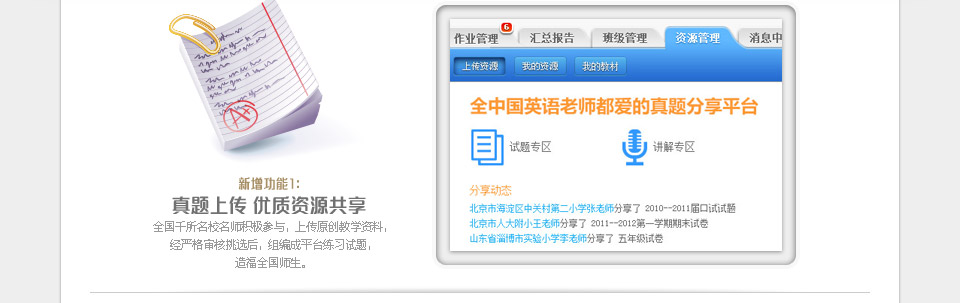 A+
新增功能1:
真题上传 优质资源共享
全国千所名校名师积极参与，上传原创教学资料，
经严格审核挑选后，组编成平台练习试题，
造福全国师生。
作业管理 6 汇总报告 班级管理 资源管理 消息中
上传资源 我的资源 我的教材
全中国英语老师都爱的真题分享平台
试题专区 讲解专区
分享动态
北京市海淀区中关村第二小学张老师分享了 2010--2011届口试试题
北京市人大附小王老师分享了 2011--2012第一学期期末试卷
山东省淄博市实验小学李老师分享了 五年级试卷